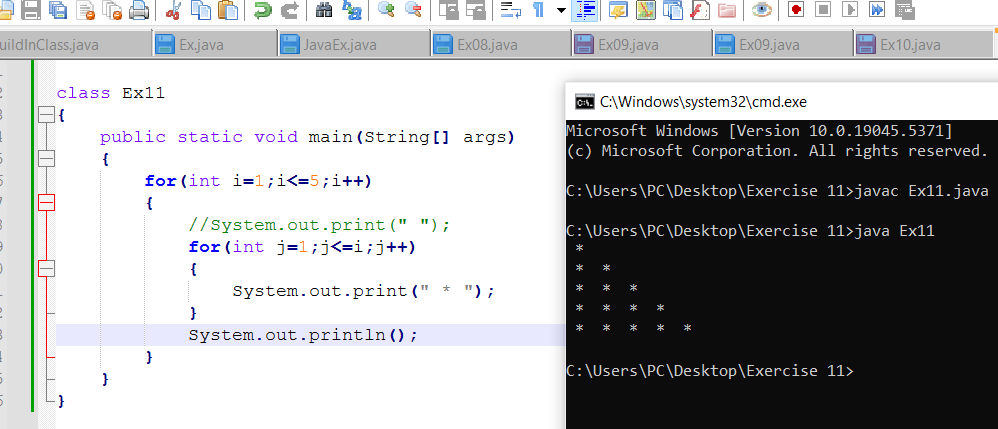 uildInClass.java Ex.java JavaEx.java Ex08.java Ex09.java Ex09.java Ex10.java
class Ex11
{
public static void main(String[] args)
{
for(int i=1;i<=5;i++)
{
//System.out.print(" ");
for(int j=1;j<=i;j++)
{
System.out.print(" * ");
}
System.out.println();
}
}
}
C:\Windows\system32\cmd.exe
Microsoft Windows [Version 10.0.19045.5371]
(c) Microsoft Corporation. All rights reserved.
C:\Users\PC\Desktop\Exercise 11>javac Ex11.java
C:\Users\PC\Desktop\Exercise 11>java Ex11
*
* *
* * *
* * * *
* * * * *
C:\Users\PC\Desktop\Exercise 11>